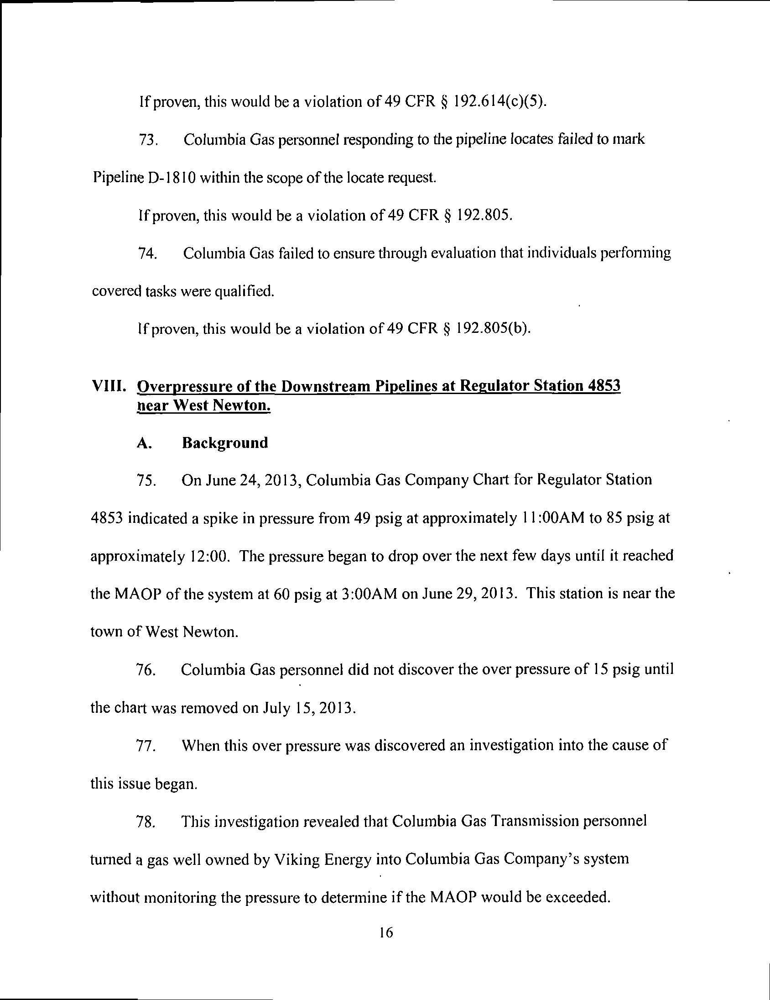 If proven, this would be a violation of 49 CFR § 192.614(c)(5).
73. Columbia Gas personnel responding to the pipeline locates failed to mark
Pipeline D-1810 within the scope of the locate request.
If proven, this would be a violation of 49 CFR § 192.805.
74. Columbia Gas failed to ensure through evaluation that individuals performing
covered tasks were qualified.
If proven, this would be a violation of 49 CFR § 192.805(b).
VIII. Overpressure of the Downstream Pipelines at Regulator Station 4853
near West Newton.
A. Background
75. On June 24, 2013, Columbia Gas Company Chart for Regulator Station
4853 indicated a spike in pressure from 49 psig at approximately 11:00AM to 85 psig at
approximately 12:00. The pressure began to drop over the next few days until it reached
the MAOP of the system at 60 psig at 3:00AM on June 29, 2013. This station is near the
town of West Newton.
76. Columbia Gas personnel did not discover the over pressure of 15 psig until
the chart was removed on July 15, 2013.
77. When this over pressure was discovered an investigation into the cause of
this issue began.
78. This investigation revealed that Columbia Gas Transmission personnel
turned a gas well owned by Viking Energy into Columbia Gas Company's system
without monitoring the pressure to determine if the MAOP would be exceeded.
16